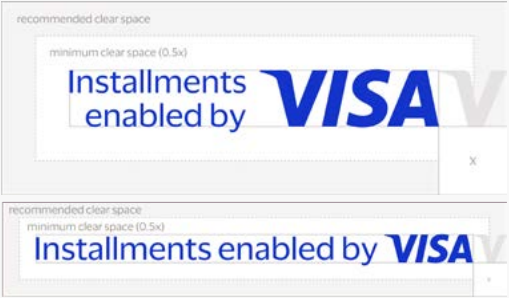 recommended clear space
minimum clear space (0.5x)
Installments
enabled by
VISA
V
X
recommended clear space
minimum clear space (0.5x)
Installments enabled by VISA
V
x